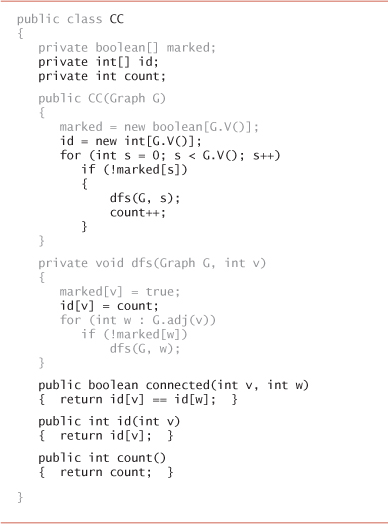 public class CC
{
private boolean[] marked;
private int[] id;
private int count;
public CC(Graph G)
{
marked = new boolean[G.V()];
id = new int[G.V()];
for (int s = 0; s < G.V(); s++)
if (!marked[s])
{
dfs(G, s);
count++;
}
}
private void dfs(Graph G, int v)
{
marked[v] = true;
id[v] = count;
for (int w : G.adj(v))
if (!marked[w])
dfs(G, w);
}
public boolean connected(int v, int w)
{  return id[v] == id[w];  }
public int id(int v)
{  return id[v];  }
public int count()
{  return count;  }
}